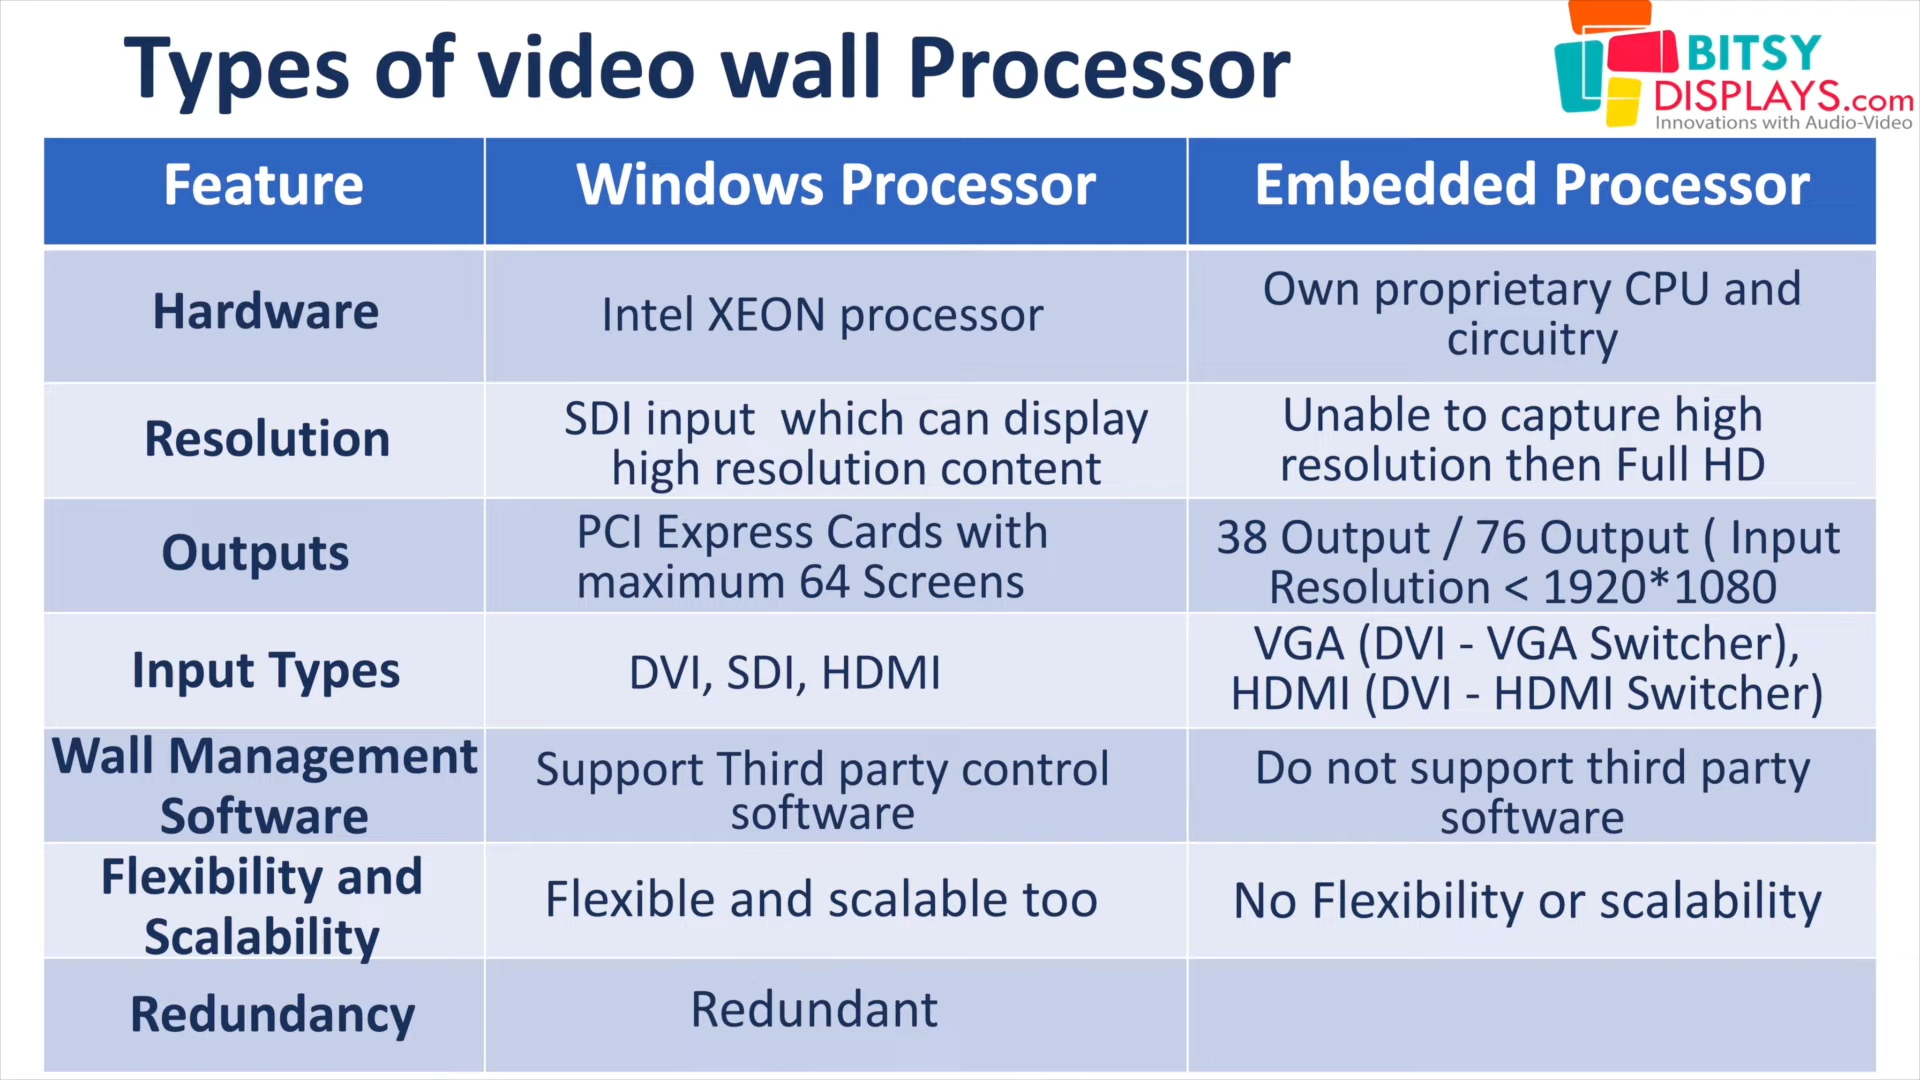 Types of video wall Processor
BITSY
DISPLAYS.com
Innovations with Audio-Video
Feature
Windows Processor
Embedded Processor
Hardware
Intel XEON processor
Own proprietary CPU and
circuitry
Resolution
SDI input  which can display
high resolution content
Unable to capture high
resolution then Full HD
Outputs
PCI Express Cards with
maximum 64 Screens
38 Output / 76 Output ( Input
Resolution < 1920*1080
Input Types
DVI, SDI, HDMI
VGA (DVI - VGA Switcher),
HDMI (DVI - HDMI Switcher)
Wall Management
Software
Support Third party control
software
Do not support third party
software
Flexibility and
Scalability
Flexible and scalable too
No Flexibility or scalability
Redundancy
Redundant